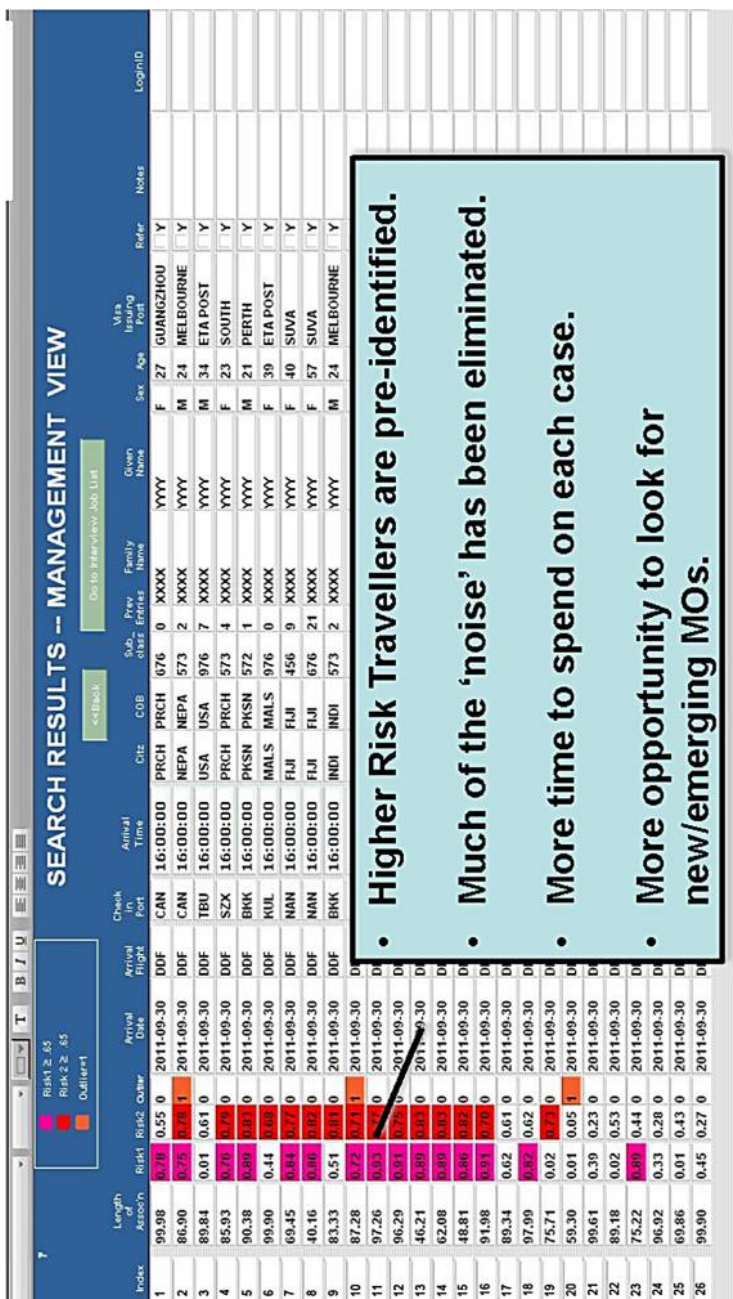 T B I U
?
Risk1 ≥ .65
Risk 2 ≥ .65
Outlier=1
SEARCH RESULTS -- MANAGEMENT VIEW
<<Back
Go to Interview Job List
Index Length of Assoc'n Risk1 Risk2 Outlier Arrival Date Arrival Flight Check in Port Arrival Time Citz COB Sub_class Prev Entries Family Name Given Name Sex Age Visa Issuing Post Refer Notes LoginID
1 99.98 0.78 0.55 0 2011-09-30 DDF CAN 16:00:00 PRCH PRCH 676 0 XXXX YYYY F 27 GUANGZHOU Y
2 86.90 0.75 0.78 1 2011-09-30 DDF CAN 16:00:00 NEPA NEPA 573 2 XXXX YYYY M 24 MELBOURNE Y
3 89.84 0.01 0.61 0 2011-09-30 DDF TBU 16:00:00 USA USA 976 7 XXXX YYYY M 34 ETA POST Y
4 85.93 0.76 0.79 0 2011-09-30 DDF SZX 16:00:00 PRCH PRCH 573 4 XXXX YYYY F 23 SOUTH Y
5 90.38 0.89 0.83 0 2011-09-30 DDF BKK 16:00:00 PKSN PKSN 572 1 XXXX YYYY M 21 PERTH Y
6 99.90 0.44 0.68 0 2011-09-30 DDF KUL 16:00:00 MALS MALS 976 0 XXXX YYYY F 39 ETA POST Y
7 69.45 0.84 0.77 0 2011-09-30 DDF NAN 16:00:00 FIJI FIJI 456 9 XXXX YYYY F 40 SUVA Y
8 40.16 0.86 0.82 0 2011-09-30 DDF NAN 16:00:00 FIJI FIJI 676 21 XXXX YYYY F 57 SUVA Y
9 83.33 0.51 0.81 0 2011-09-30 DDF BKK 16:00:00 INDI INDI 573 2 XXXX YYYY M 24 MELBOURNE Y
10 87.28 0.72 0.71 1 2011-09-30
11 97.26 0.93 0.77 0 2011-09-30
12 96.29 0.91 0.75 0 2011-09-30
13 46.21 0.89 0.83 0 2011-09-30
14 62.08 0.89 0.83 0 2011-09-30
15 48.81 0.86 0.82 0 2011-09-30
16 91.98 0.91 0.70 0 2011-09-30
17 89.34 0.62 0.61 0 2011-09-30
18 97.99 0.82 0.62 0 2011-09-30
19 75.71 0.02 0.73 0 2011-09-30
20 59.30 0.01 0.05 1 2011-09-30
21 99.61 0.39 0.23 0 2011-09-30
22 89.18 0.02 0.53 0 2011-09-30
23 75.22 0.89 0.44 0 2011-09-30
24 96.92 0.33 0.28 0 2011-09-30
25 69.86 0.01 0.43 0 2011-09-30
26 99.90 0.45 0.27 0 2011-09-30
• Higher Risk Travellers are pre-identified.
• Much of the 'noise' has been eliminated.
• More time to spend on each case.
• More opportunity to look for
new/emerging MOs.